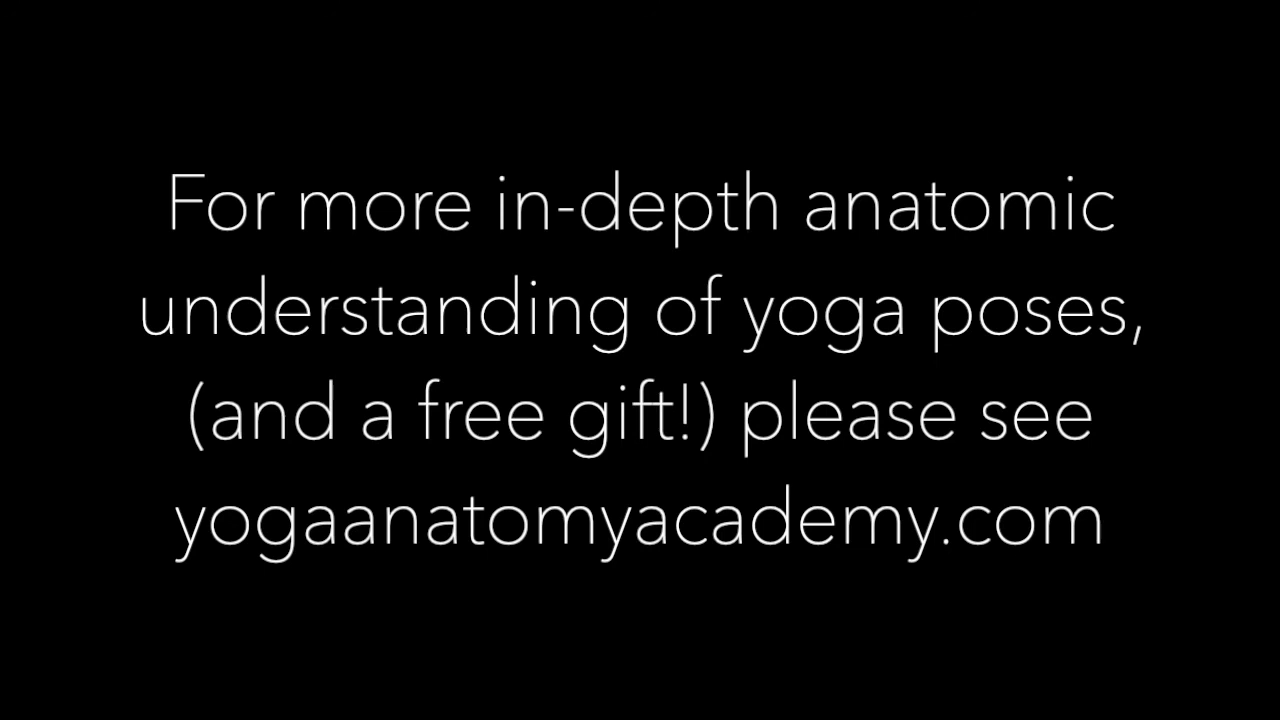 For more in-depth anatomic
understanding of yoga poses,
(and a free gift!) please see
yogaanatomyacademy.com